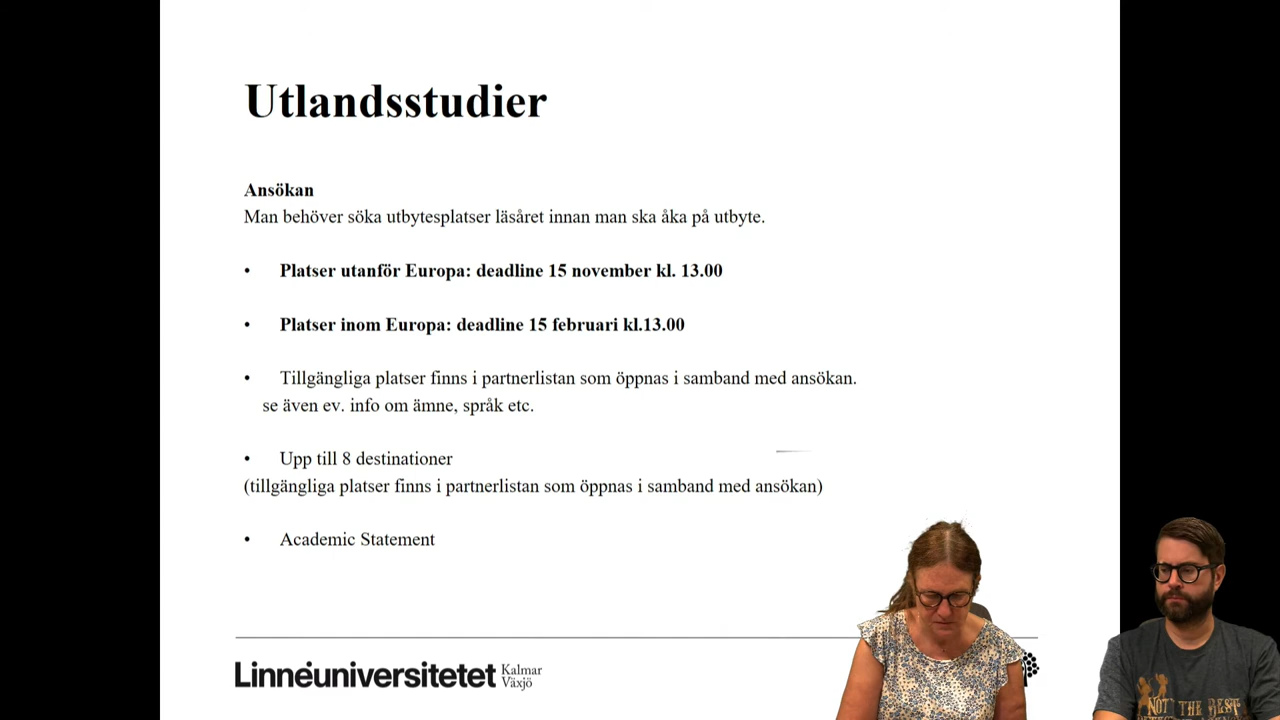 Utlandsstudier
Ansökan
Man behöver söka utbytesplatser läsåret innan man ska åka på utbyte.
• Platser utanför Europa: deadline 15 november kl. 13.00
• Platser inom Europa: deadline 15 februari kl.13.00
• Tillgängliga platser finns i partnerlistan som öppnas i samband med ansökan.
se även ev. info om ämne, språk etc.
• Upp till 8 destinationer
(tillgängliga platser finns i partnerlistan som öppnas i samband med ansökan)
• Academic Statement
Linnéuniversitetet
Kalmar
Växjö
NOT THE BEST